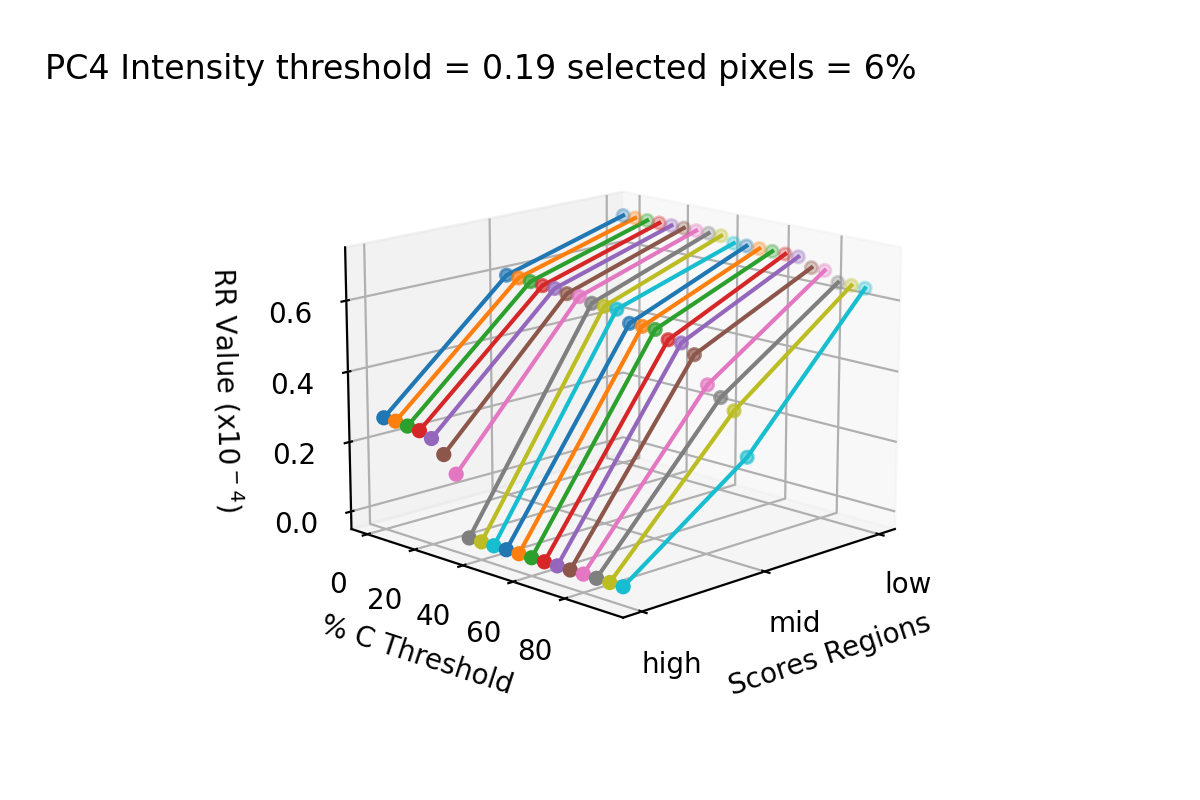 PC4 Intensity threshold = 0.19 selected pixels = 6%
RR Value (x10⁻⁴)
0.6
0.4
0.2
0.0
0
20
40
60
80
% C Threshold
high
mid
low
Scores Regions